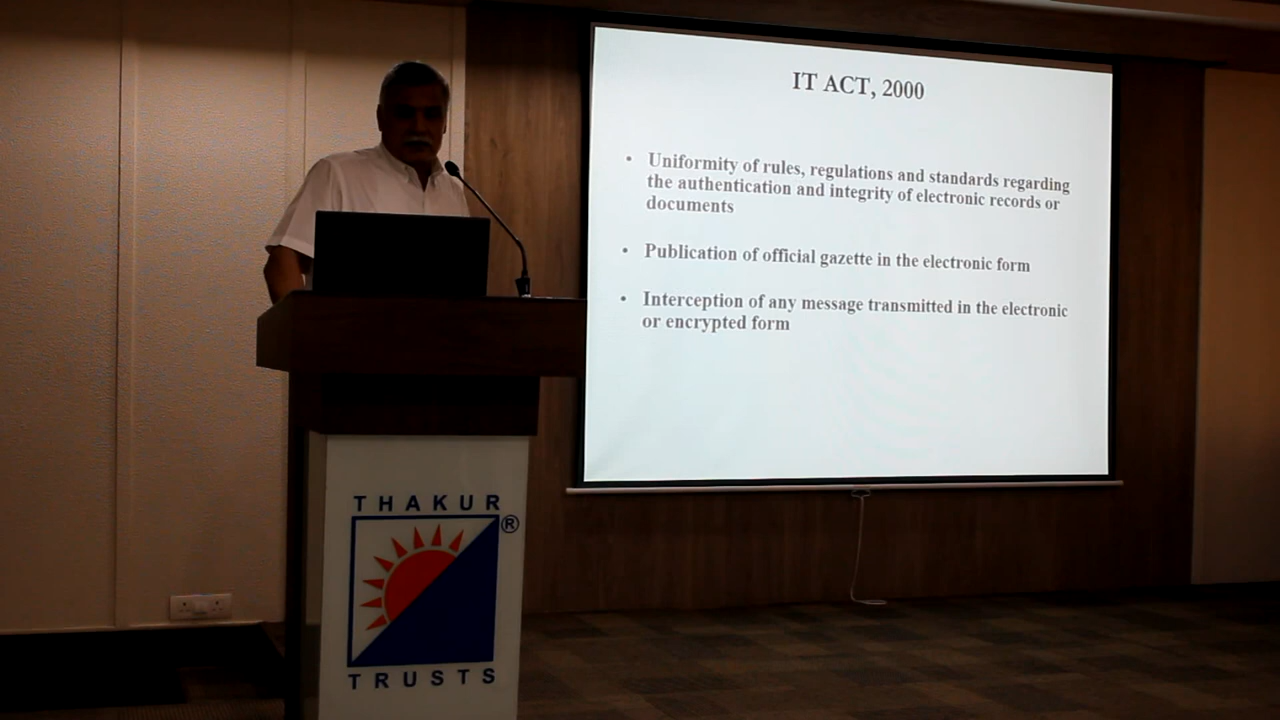 IT ACT, 2000
• Uniformity of rules, regulations and standards regarding
the authentication and integrity of electronic records or
documents
• Publication of official gazette in the electronic form
• Interception of any message transmitted in the electronic
or encrypted form
THAKUR
®
TRUSTS